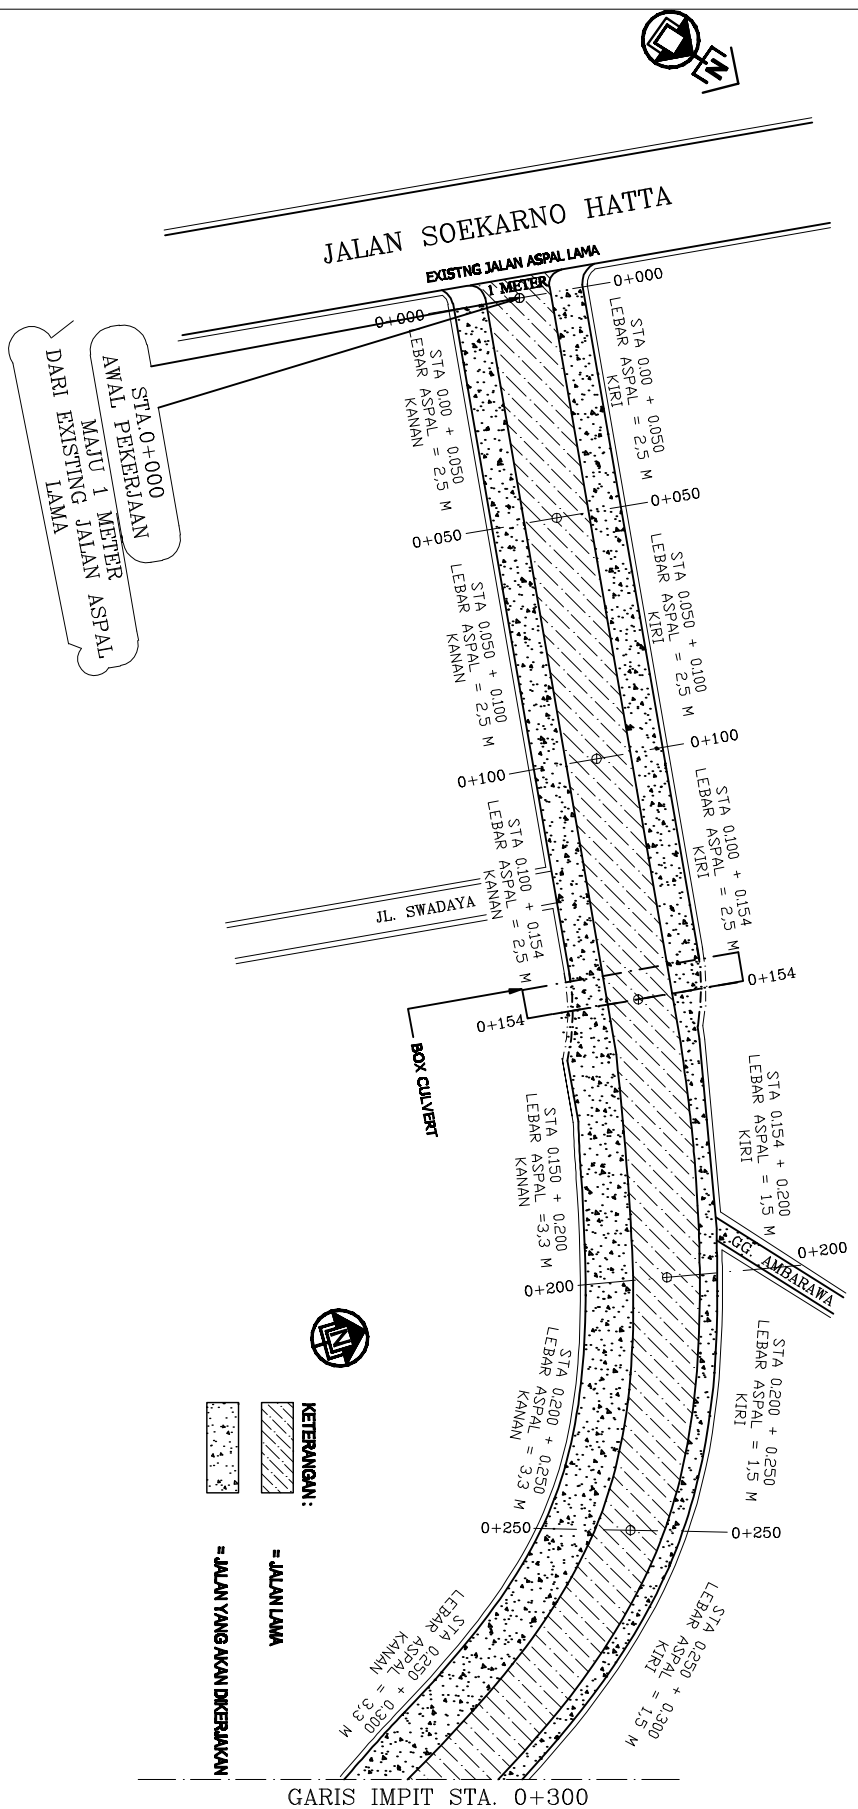 N
JALAN SOEKARNO HATTA
EXISTNG JALAN ASPAL LAMA
1 METER
0+000
0+000
STA.0+000
AWAL PEKERJAAN
MAJU 1 METER
DARI EXISTING JALAN ASPAL
LAMA
STA 0.00 + 0.050
LEBAR ASPAL = 2,5 M
KANAN
STA 0.00 + 0.050
LEBAR ASPAL = 2,5 M
KIRI
0+050
0+050
STA 0.050 + 0.100
LEBAR ASPAL = 2,5 M
KANAN
STA 0.050 + 0.100
LEBAR ASPAL = 2,5 M
KIRI
0+100
0+100
STA 0.100 + 0.154
LEBAR ASPAL = 2,5 M
KANAN
STA 0.100 + 0.154
LEBAR ASPAL = 2,5 M
KIRI
JL. SWADAYA
0+154
0+154
BOX CULVERT
STA 0.150 + 0.200
LEBAR ASPAL =3,3 M
KANAN
STA 0.154 + 0.200
LEBAR ASPAL = 1,5 M
KIRI
GG. AMBARAWA
0+200
0+200
STA 0.200 + 0.250
LEBAR ASPAL = 3,3 M
KANAN
STA 0.200 + 0.250
LEBAR ASPAL = 1,5 M
KIRI
N
KETERANGAN :
= JALAN LAMA
= JALAN YANG AKAN DIKERJAKAN
0+250
0+250
STA 0.250 + 0.300
LEBAR ASPAL = 3,3 M
KANAN
STA 0.250 + 0.300
LEBAR ASPAL = 1,5 M
KIRI
GARIS IMPIT STA. 0+300